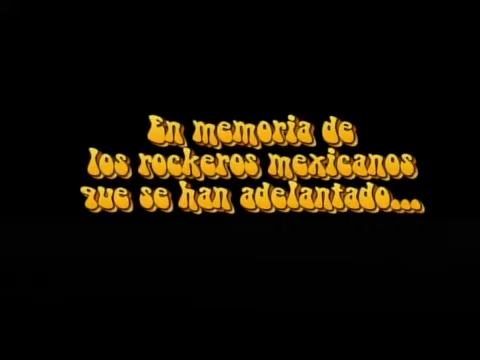 En memoria de
los rockeros mexicanos
que se han adelantado...